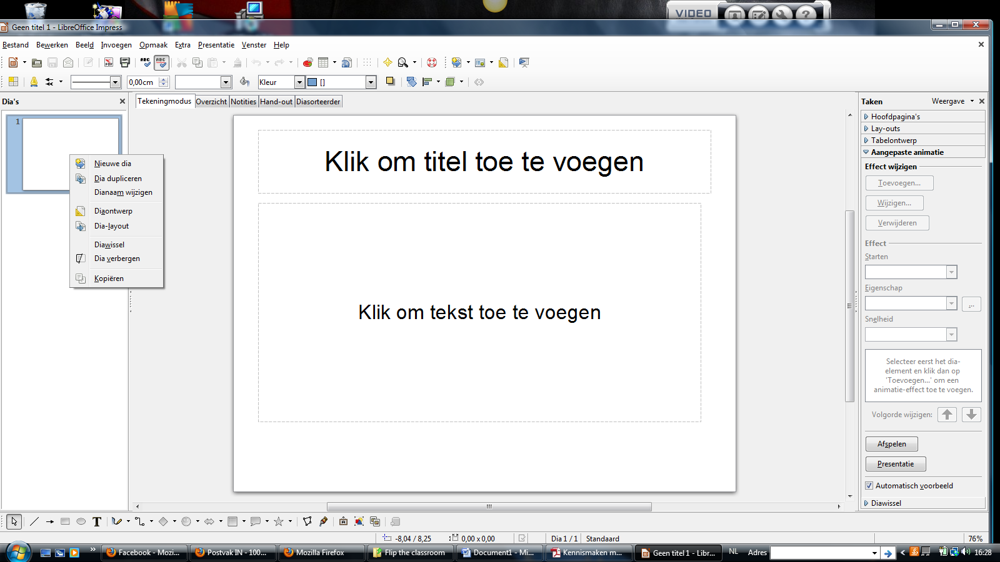 VIDEO
Geen titel 1 - LibreOffice Impress
Bestand Bewerken Beeld Invoegen Opmaak Extra Presentatie Venster Help
0,00cm Kleur []
Dia's
Tekeningmodus Overzicht Notities Hand-out Diasorteerder
Taken Weergave
1
Hoofdpagina's
Lay-outs
Tabelontwerp
Aangepaste animatie
Nieuwe dia
Dia dupliceren
Dianaam wijzigen
Diaontwerp
Dia-layout
Diawissel
Dia verbergen
Kopiëren
Klik om titel toe te voegen
Klik om tekst toe te voegen
Effect wijzigen
Toevoegen...
Wijzigen...
Verwijderen
Effect
Starten
Eigenschap
...
Snelheid
Selecteer eerst het dia-
element en klik dan op
'Toevoegen...' om een
animatie-effect toe te voegen.
Volgorde wijzigen:
Afspelen
Presentatie
Automatisch voorbeeld
Diawissel
-8,04 / 8,25 0,00 x 0,00 Dia 1 / 1 Standaard 76%
Facebook - Mozi... Postvak IN - 100... Mozilla Firefox Flip the classroom Document1 - Mi... Kennismaken m... Geen titel 1 - Libr... NL Adres 16:28